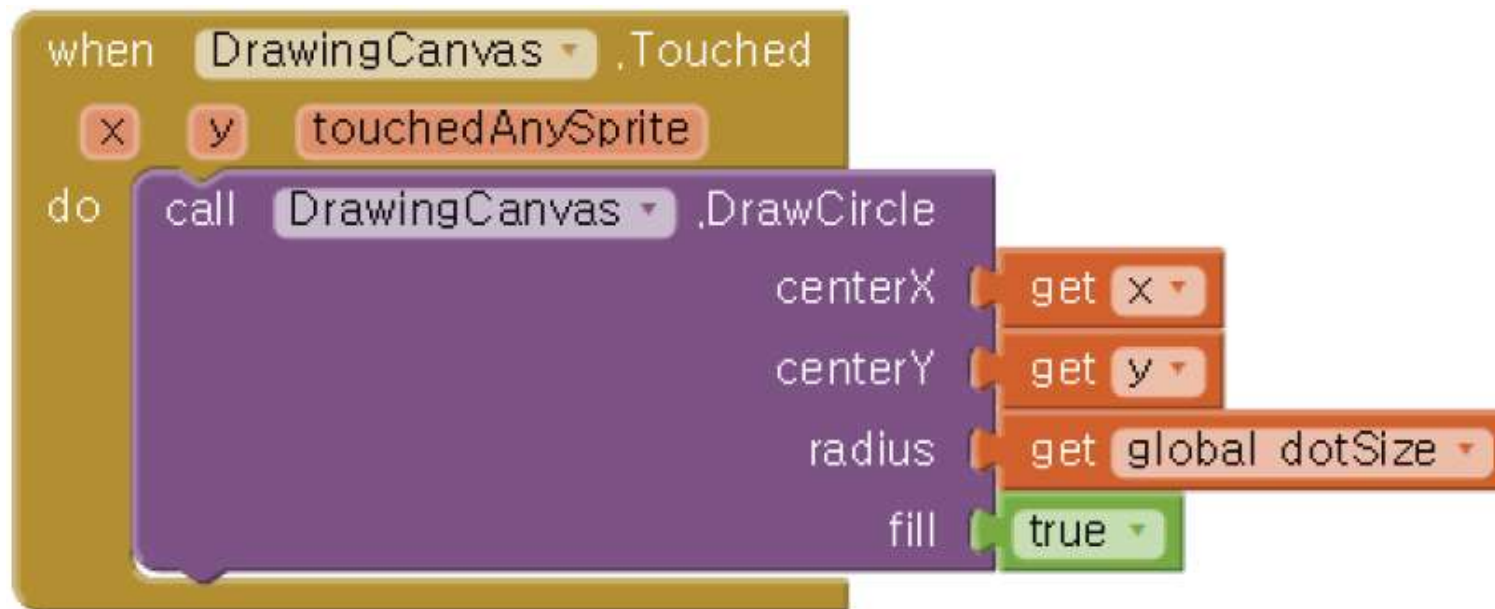 when DrawingCanvas .Touched
x y touchedAnySprite
do call DrawingCanvas .DrawCircle
centerX get x
centerY get y
radius get global dotSize
fill true